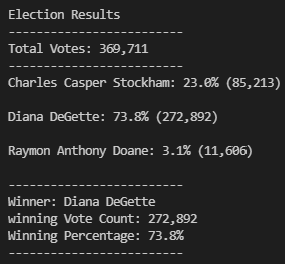 Election Results
-------------------------
Total Votes: 369,711
-------------------------
Charles Casper Stockham: 23.0% (85,213)
Diana DeGette: 73.8% (272,892)
Raymon Anthony Doane: 3.1% (11,606)
-------------------------
Winner: Diana DeGette
winning Vote Count: 272,892
Winning Percentage: 73.8%
-------------------------